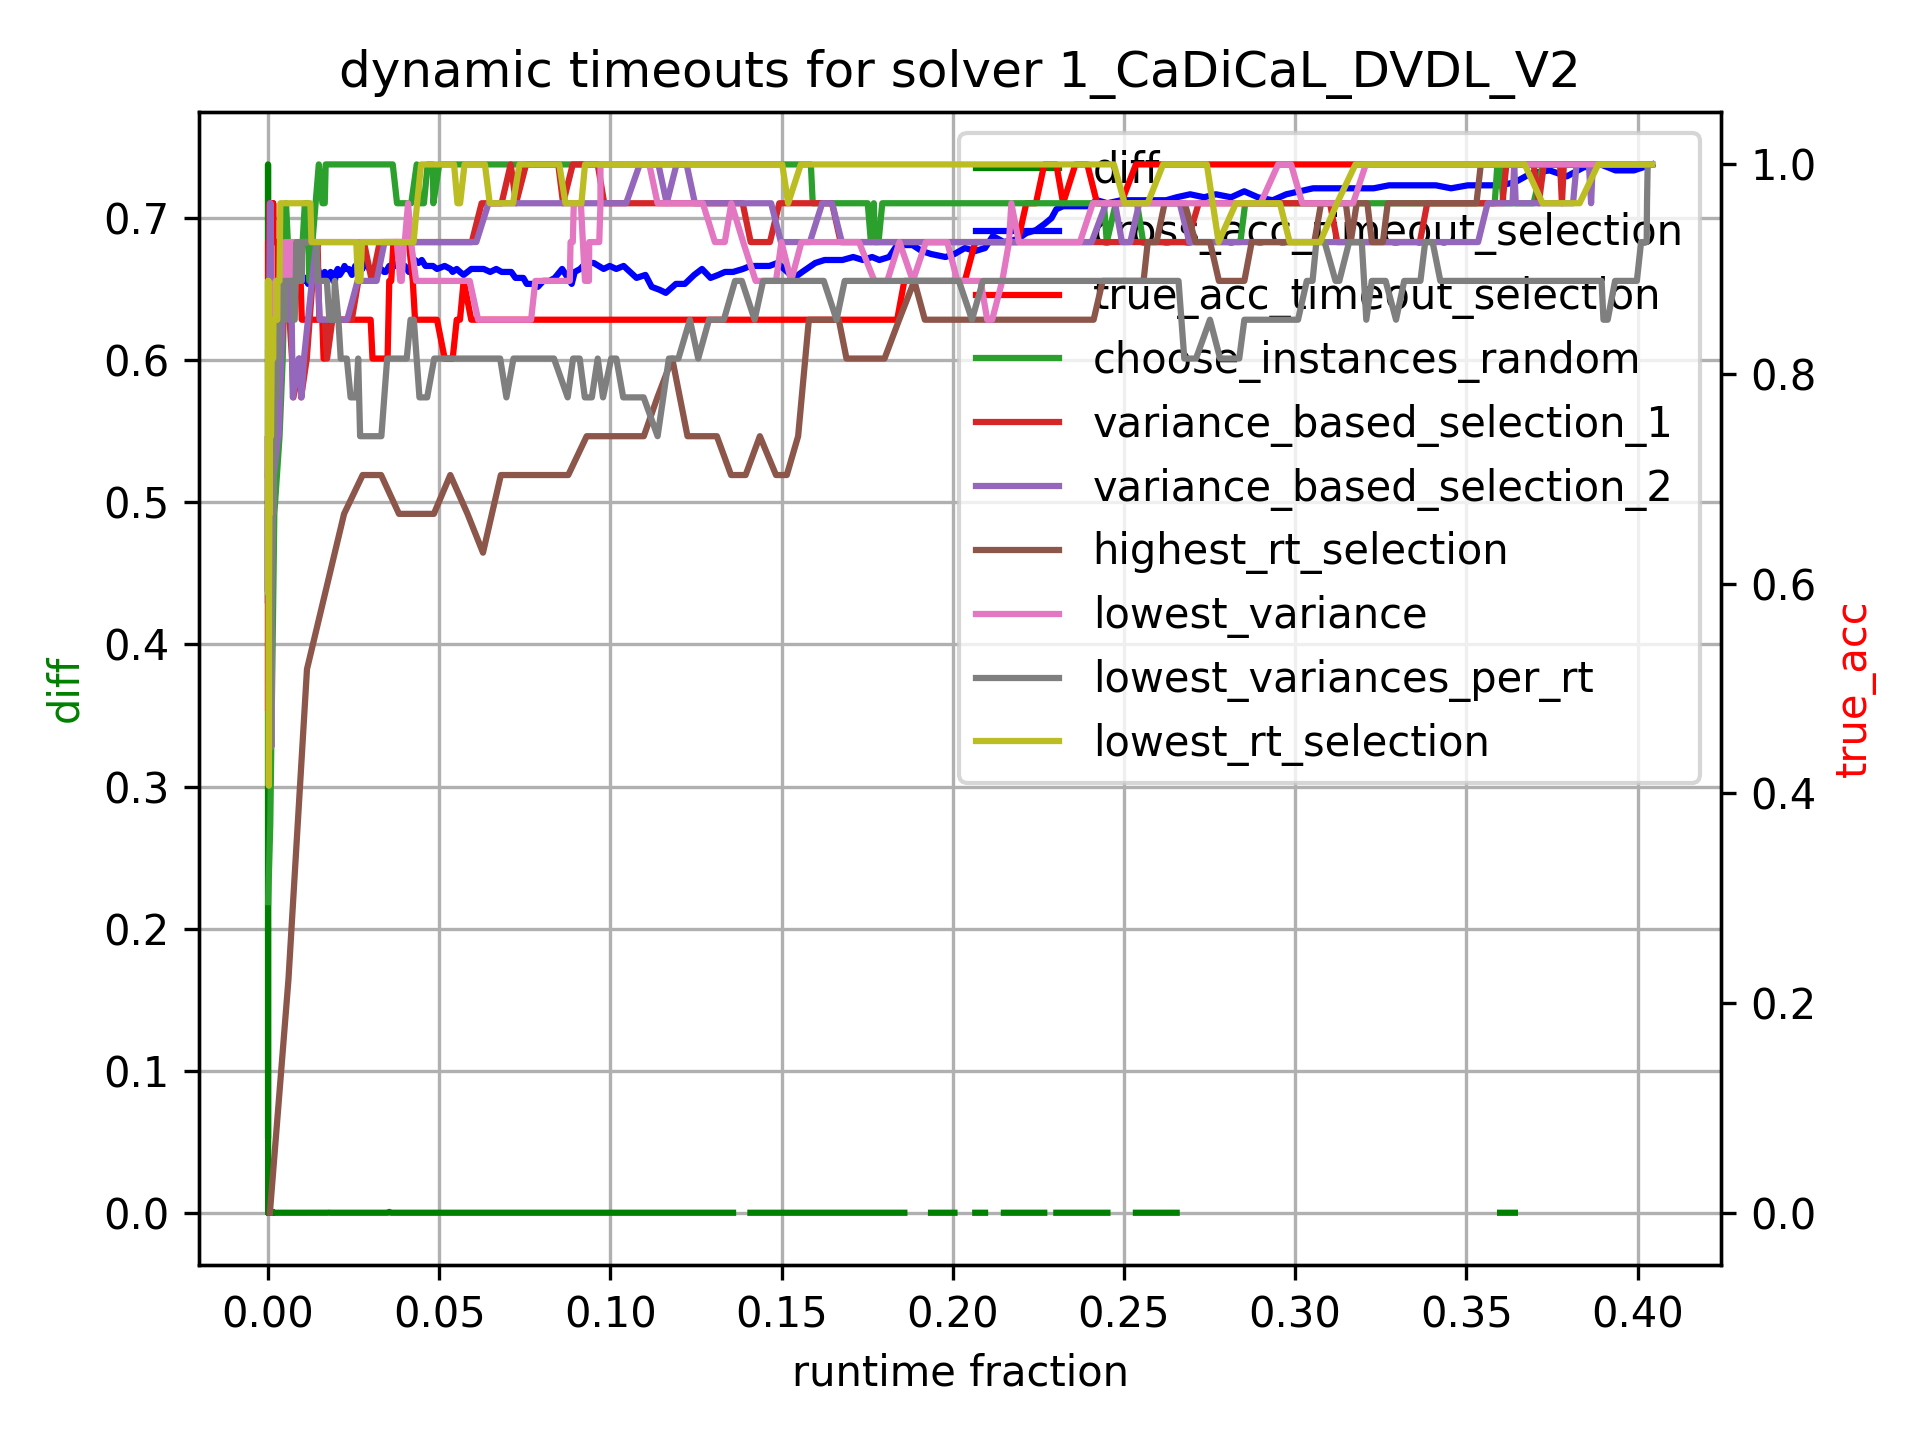 dynamic timeouts for solver 1_CaDiCaL_DVDL_V2
diff
cross_acc_timeout_selection
true_acc_timeout_selection
choose_instances_random
variance_based_selection_1
variance_based_selection_2
highest_rt_selection
lowest_variance
lowest_variances_per_rt
lowest_rt_selection
0.7
0.6
0.5
0.4
0.3
0.2
0.1
0.0
diff
1.0
0.8
0.6
0.4
0.2
0.0
true_acc
0.00 0.05 0.10 0.15 0.20 0.25 0.30 0.35 0.40
runtime fraction